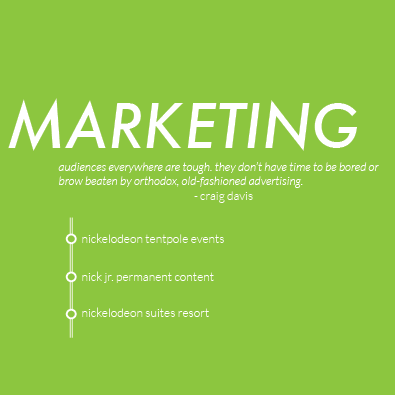 MARKETING
audiences everywhere are tough. they don't have time to be bored or
brow beaten by orthodox, old-fashioned advertising.
- craig davis
nickelodeon tentpole events
nick jr. permanent content
nickelodeon suites resort